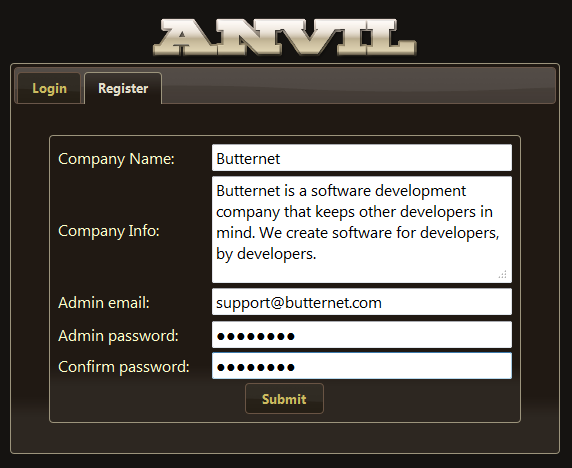 ANVIL
Login Register
Company Name: Butternet
Company Info: Butternet is a software development
company that keeps other developers in
mind. We create software for developers,
by developers.
Admin email: support@butternet.com
Admin password: ●●●●●●●●
Confirm password: ●●●●●●●●
Submit